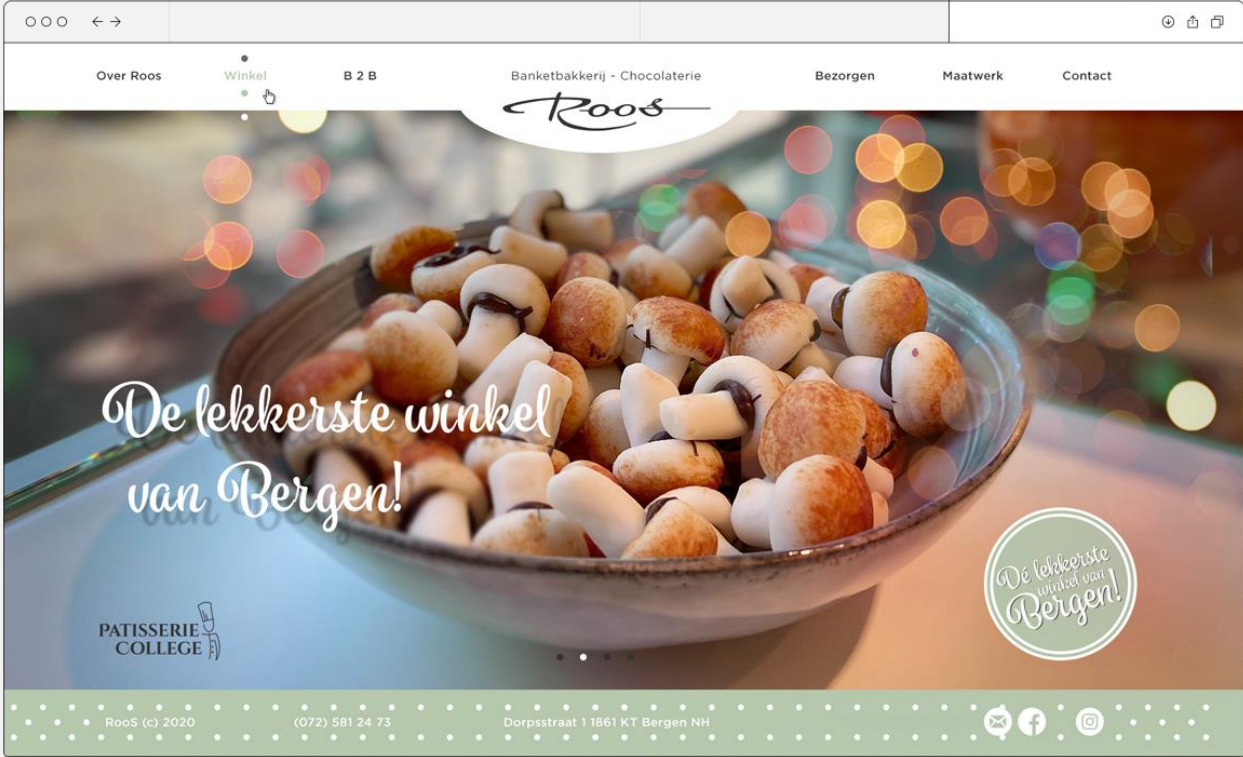 Over Roos
Winkel
B 2 B
Banketbakkerij - Chocolaterie
Roos
Bezorgen
Maatwerk
Contact
De lekkerste winkel
van Bergen!
PATISSERIE
COLLEGE
Dé lekkerste
winkel van
Bergen!
RooS (c) 2020
(072) 581 24 73
Dorpsstraat 1 1861 KT Bergen NH